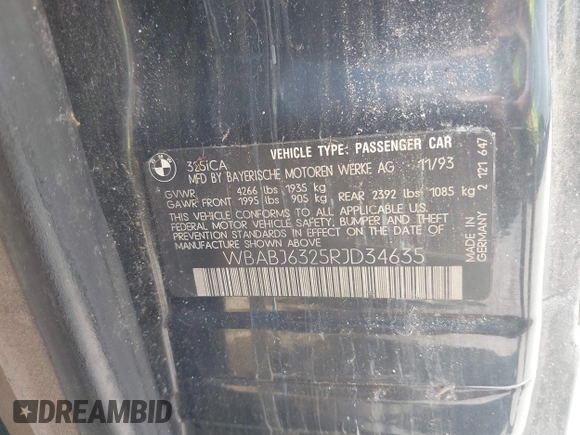 BMW
325iCA
VEHICLE TYPE: PASSENGER CAR
MFD BY BAYERISCHE MOTOREN WERKE AG 11/93
GVWR 4266 lbs 1935 kg
GAWR FRONT 1995 lbs 905 kg REAR 2392 lbs 1085 kg
THIS VEHICLE CONFORMS TO ALL APPLICABLE U.S.
FEDERAL MOTOR VEHICLE SAFETY, BUMPER, AND THEFT
PREVENTION STANDARDS IN EFFECT ON THE DATE OF
MANUFACTURE SHOWN ABOVE.
WBABJ6325RJD34635
MADE IN
GERMANY
2 121 647
DREAMBID